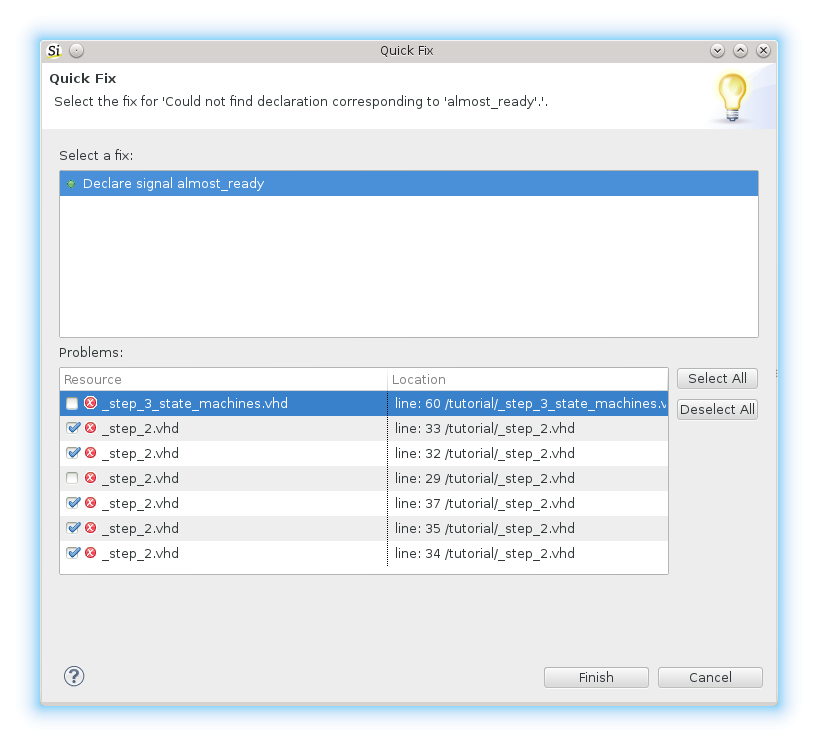 Si Quick Fix
Quick Fix
Select the fix for 'Could not find declaration corresponding to 'almost_ready'.'.
Select a fix:
Declare signal almost_ready
Problems:
Resource Location
_step_3_state_machines.vhd line: 60 /tutorial/_step_3_state_machines.v
_step_2.vhd line: 33 /tutorial/_step_2.vhd
_step_2.vhd line: 32 /tutorial/_step_2.vhd
_step_2.vhd line: 29 /tutorial/_step_2.vhd
_step_2.vhd line: 37 /tutorial/_step_2.vhd
_step_2.vhd line: 35 /tutorial/_step_2.vhd
_step_2.vhd line: 34 /tutorial/_step_2.vhd
Select All
Deselect All
?
Finish Cancel